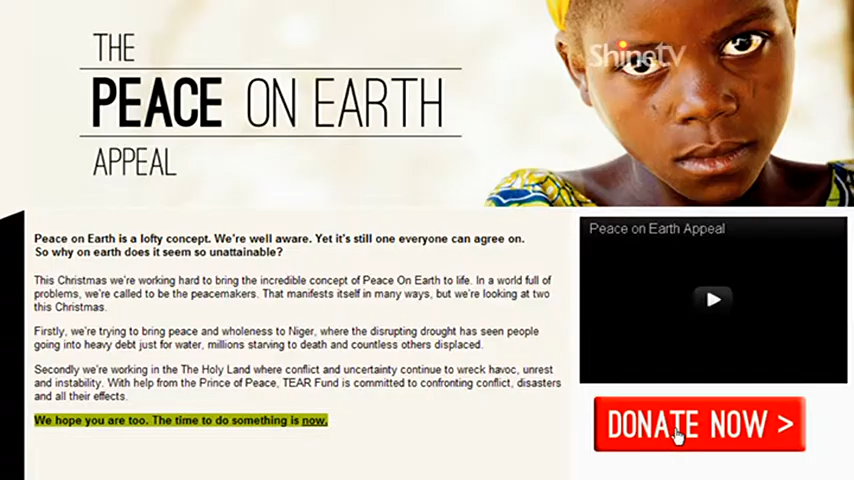 THE
ShineTV
PEACE ON EARTH
APPEAL
Peace on Earth is a lofty concept. We're well aware. Yet it's still one everyone can agree on.
So why on earth does it seem so unattainable?
This Christmas we're working hard to bring the incredible concept of Peace On Earth to life. In a world full of
problems, we're called to be the peacemakers. That manifests itself in many ways, but we're looking at two
this Christmas.
Firstly, we're trying to bring peace and wholeness to Niger, where the disrupting drought has seen people
going into heavy debt just for water, millions starving to death and countless others displaced.
Secondly we're working in the The Holy Land where conflict and uncertainty continue to wreck havoc, unrest
and instability. With help from the Prince of Peace, TEAR Fund is committed to confronting conflict, disasters
and all their effects.
We hope you are too. The time to do something is now.
Peace on Earth Appeal
DONATE NOW >